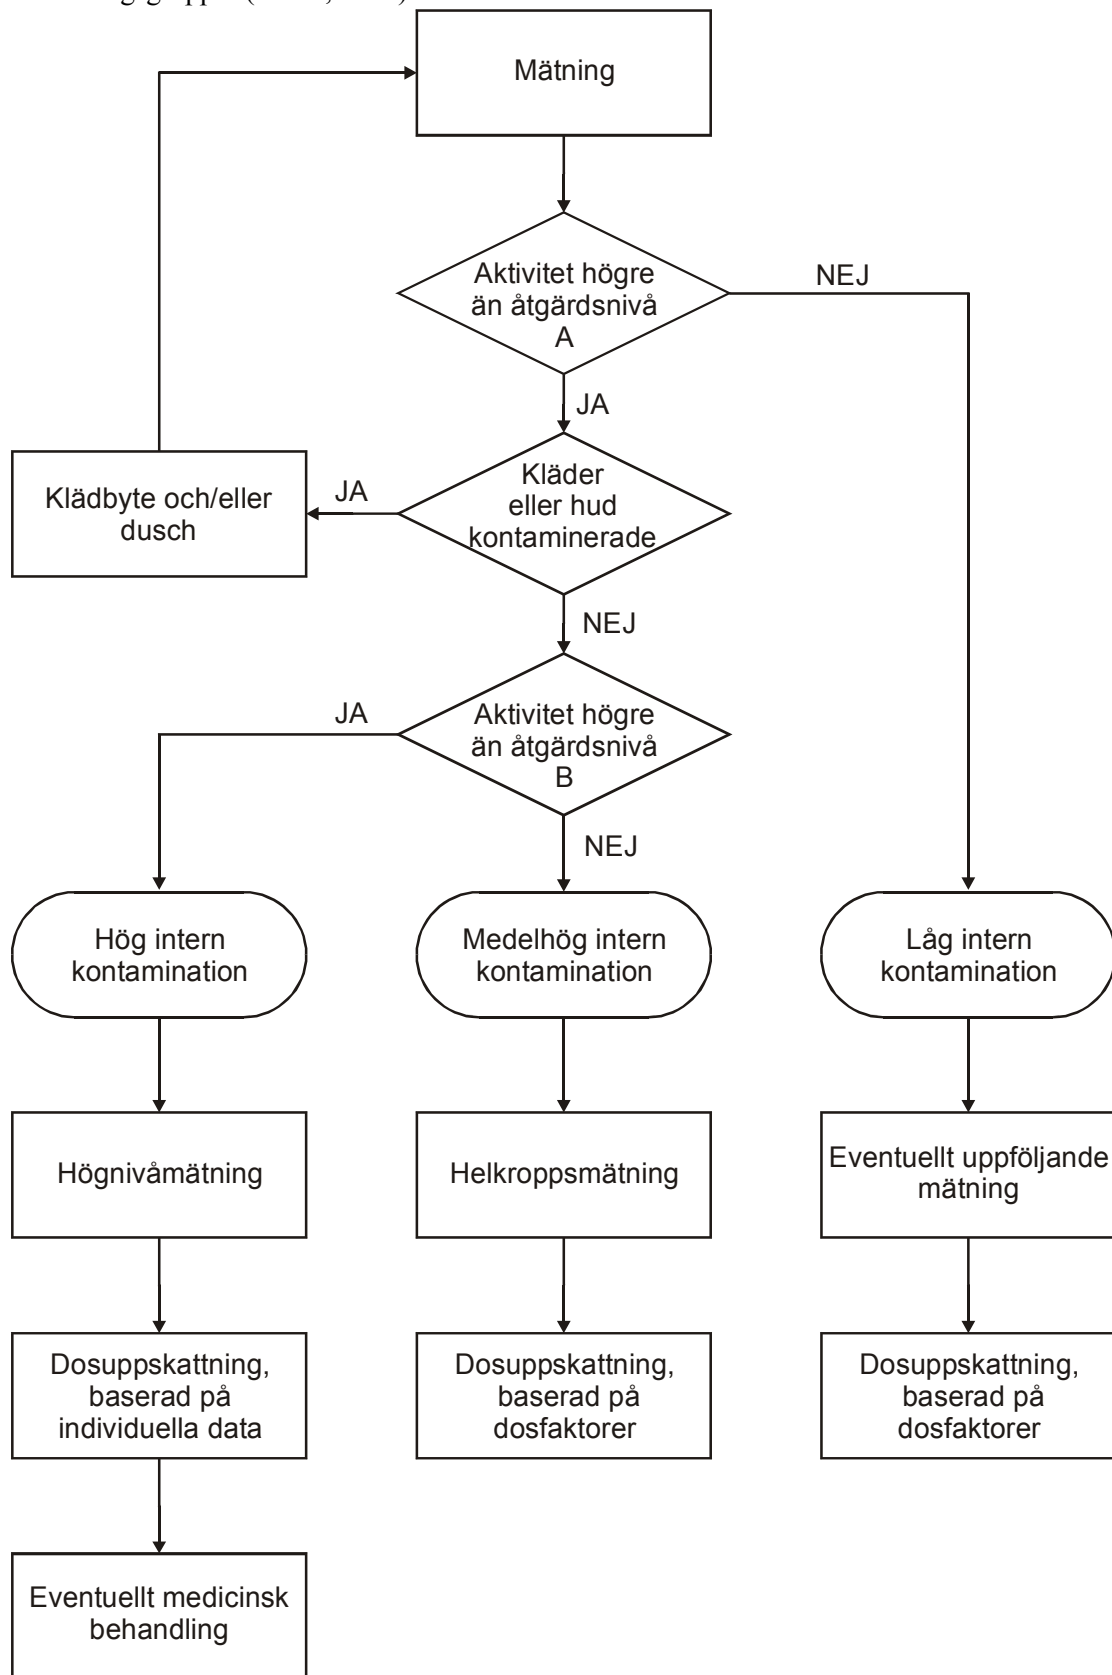 Mätning
Aktivitet högre
än åtgärdsnivå
A
NEJ
JA
Kläder
eller hud
kontaminerade
JA
Klädbyte och/eller
dusch
NEJ
Aktivitet högre
än åtgärdsnivå
B
JA
NEJ
Hög intern
kontamination
Medelhög intern
kontamination
Låg intern
kontamination
Högnivåmätning
Helkroppsmätning
Eventuellt uppföljande
mätning
Dosuppskattning,
baserad på
individuella data
Dosuppskattning,
baserad på
dosfaktorer
Dosuppskattning,
baserad på
dosfaktorer
Eventuellt medicinsk
behandling